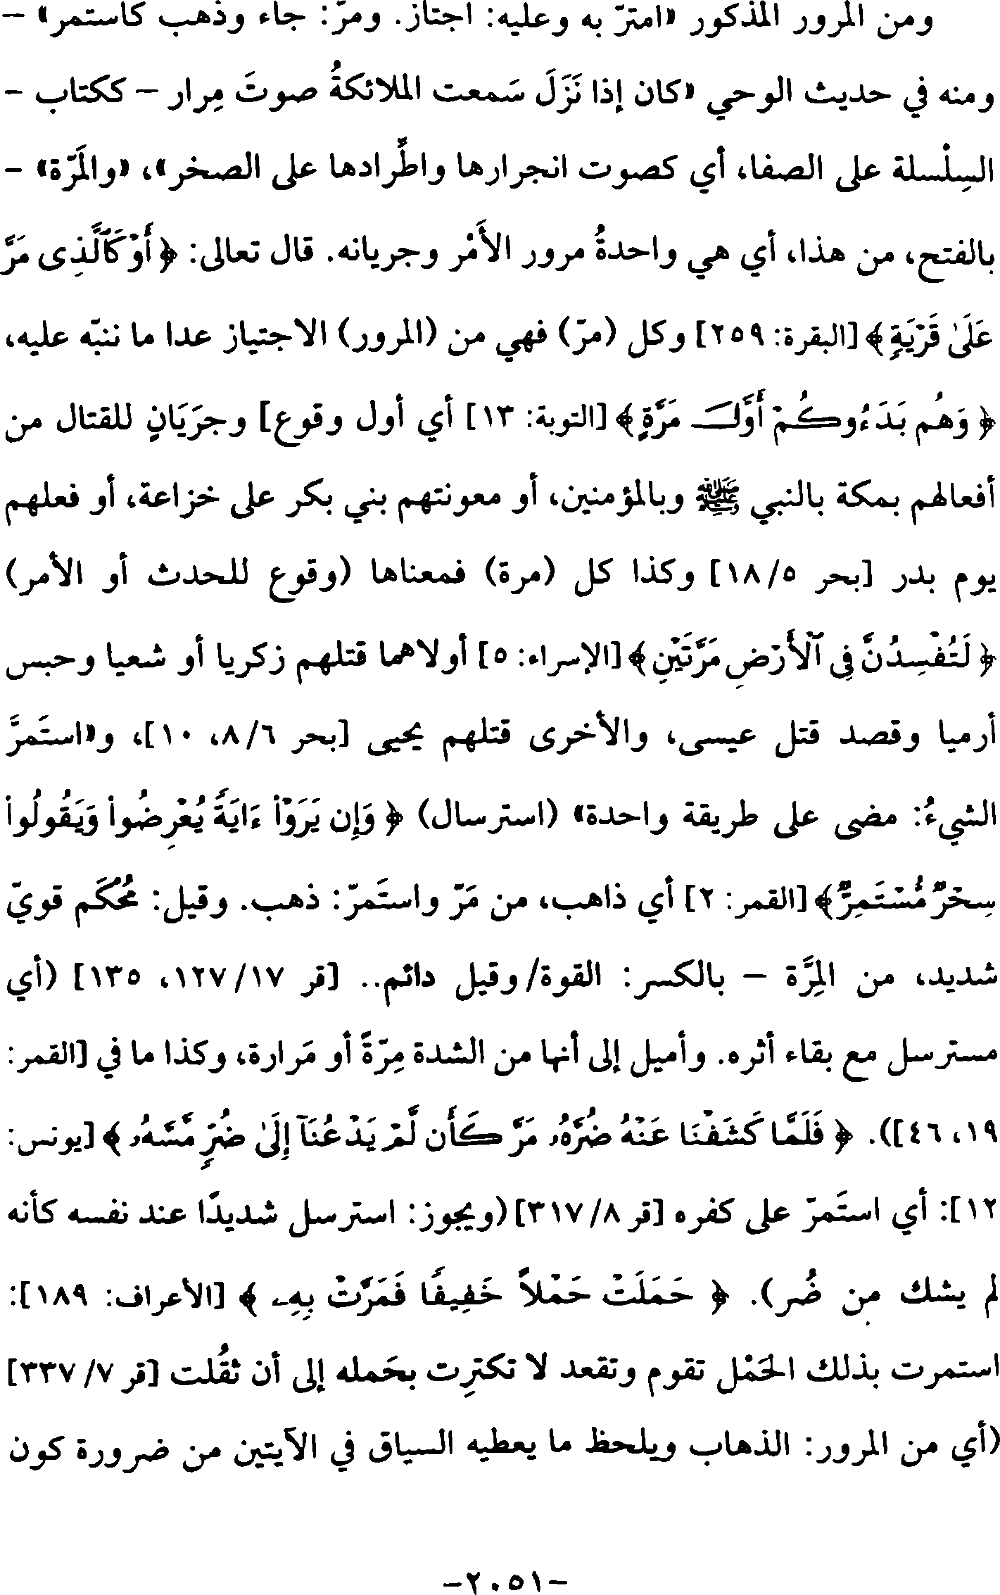 ومن المرور المذكور «امترّ به وعليه: اجتاز. ومرّ: جاء وذهب كاستمر» –
ومنه في حديث الوحي «كان إذا نَزَلَ سَمعت الملائكةُ صوتَ مِرار – ككتاب –
السِلْسلة على الصفا، أي كصوت انجرارها واطِّرادها على الصخر»، «والمَرّة» –
بالفتح، من هذا، أي هي واحدةُ مرور الأَمْر وجريانه. قال تعالى: ﴿أَوْ كَٱلَّذِى مَرَّ
عَلَىٰ قَرْيَةٍ﴾ [البقرة: ٢٥٩] وكل (مرّ) فهي من (المرور) الاجتياز عدا ما ننبّه عليه،
﴿وَهُم بَدَءُوكُمْ أَوَّلَ مَرَّةٍ﴾ [التوبة: ١٣] أي أول وقوع] وجرَيَانٍ للقتال من
أفعالهم بمكة بالنبي ﷺ وبالمؤمنين، أو معونتهم بني بكر على خزاعة، أو فعلهم
يوم بدر [بحر ١٨/٥] وكذا كل (مرة) فمعناها (وقوع للحدث أو الأمر)
﴿لَتُفْسِدُنَّ فِى ٱلْأَرْضِ مَرَّتَيْنِ﴾ [الإسراء: ٥] أولاهما قتلهم زكريا أو شعيا وحبس
أرميا وقصد قتل عيسى، والأخرى قتلهم يحيى [بحر ٨/٦، ١٠]، و«استَمرَّ
الشيءُ: مضى على طريقة واحدة» (استرسال) ﴿وَإِن يَرَوْا۟ ءَايَةً يُعْرِضُوا۟ وَيَقُولُوا۟
سِحْرٌ مُّسْتَمِرٌّ﴾ [القمر: ٢] أي ذاهب، من مَرّ واستَمرّ: ذهب. وقيل: مُحْكَم قويّ
شديد، من المِرَّة – بالكسر: القوة/ وقيل دائم.. [قر ١٢٧/١٧، ١٣٥] (أي
مسترسل مع بقاء أثره. وأميل إلى أنها من الشدة مِرّةً أو مَرارة، وكذا ما في [القمر:
١٩، ٤٦]). ﴿فَلَمَّا كَشَفْنَا عَنْهُ ضُرَّهُۥ مَرَّ كَأَن لَّمْ يَدْعُنَآ إِلَىٰ ضُرٍّ مَّسَّهُۥ﴾ [يونس:
١٢]: أي استَمرّ على كفره [قر ٣١٧/٨] (ويجوز: استرسل شديدًا عند نفسه كأنه
لم يشك من ضُر). ﴿حَمَلَتْ حَمْلاً خَفِيفًا فَمَرَّتْ بِهِۦ﴾ [الأعراف: ١٨٩]:
استمرت بذلك الحَمْل تقوم وتقعد لا تكترِت بحَمله إلى أن ثقُلت [قر ٧/ ٣٣٧]
(أي من المرور: الذهاب ويلحظ ما يعطيه السياق في الآيتين من ضرورة كون
–٢٠٥١–